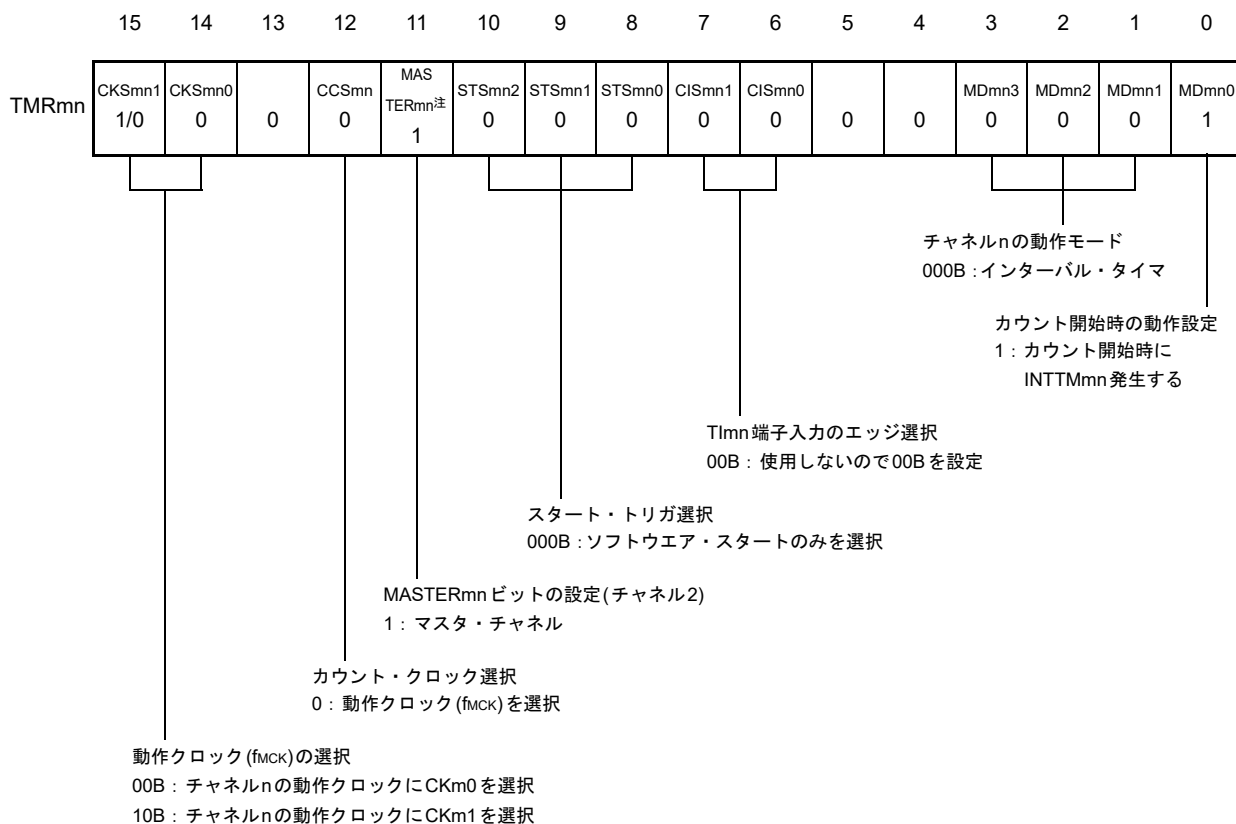 15 14 13 12 11 10 9 8 7 6 5 4 3 2 1 0
TMRmn
CKSmn1 CKSmn0 CCSmn MAS TERmn注 STSmn2 STSmn1 STSmn0 CISmn1 CISmn0 MDmn3 MDmn2 MDmn1 MDmn0
1/0 0 0 0 1 0 0 0 0 0 0 0 0 0 0 1
チャネルnの動作モード
000B：インターバル・タイマ
カウント開始時の動作設定
1：カウント開始時に
INTTMmn発生する
TImn端子入力のエッジ選択
00B：使用しないので00Bを設定
スタート・トリガ選択
000B：ソフトウエア・スタートのみを選択
MASTERmnビットの設定(チャネル2)
1：マスタ・チャネル
カウント・クロック選択
0：動作クロック(fMCK)を選択
動作クロック(fMCK)の選択
00B：チャネルnの動作クロックにCKm0を選択
10B：チャネルnの動作クロックにCKm1を選択